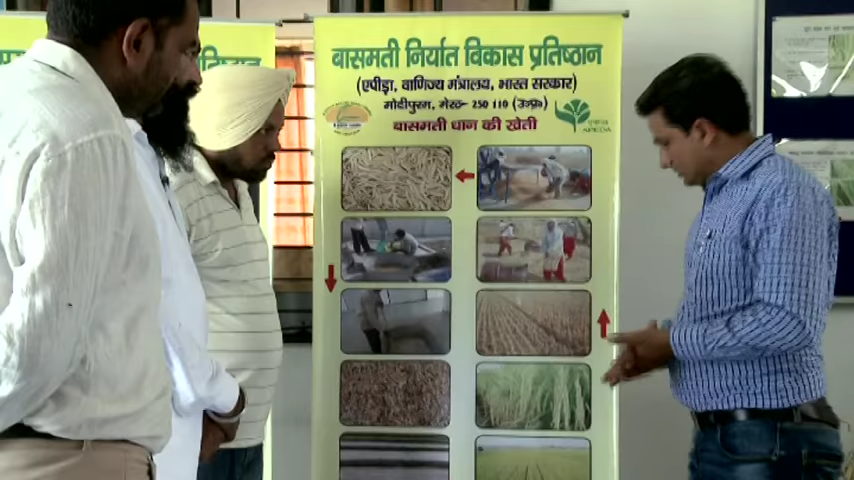 बासमती निर्यात विकास प्रतिष्ठान
(एपीड़ा, वाणिज्य मंत्रालय, भारत सरकार)
मोदीपुरम, मेरठ- 250 110 (उ०प्र०)
बासमती धान की खेती
APEDA